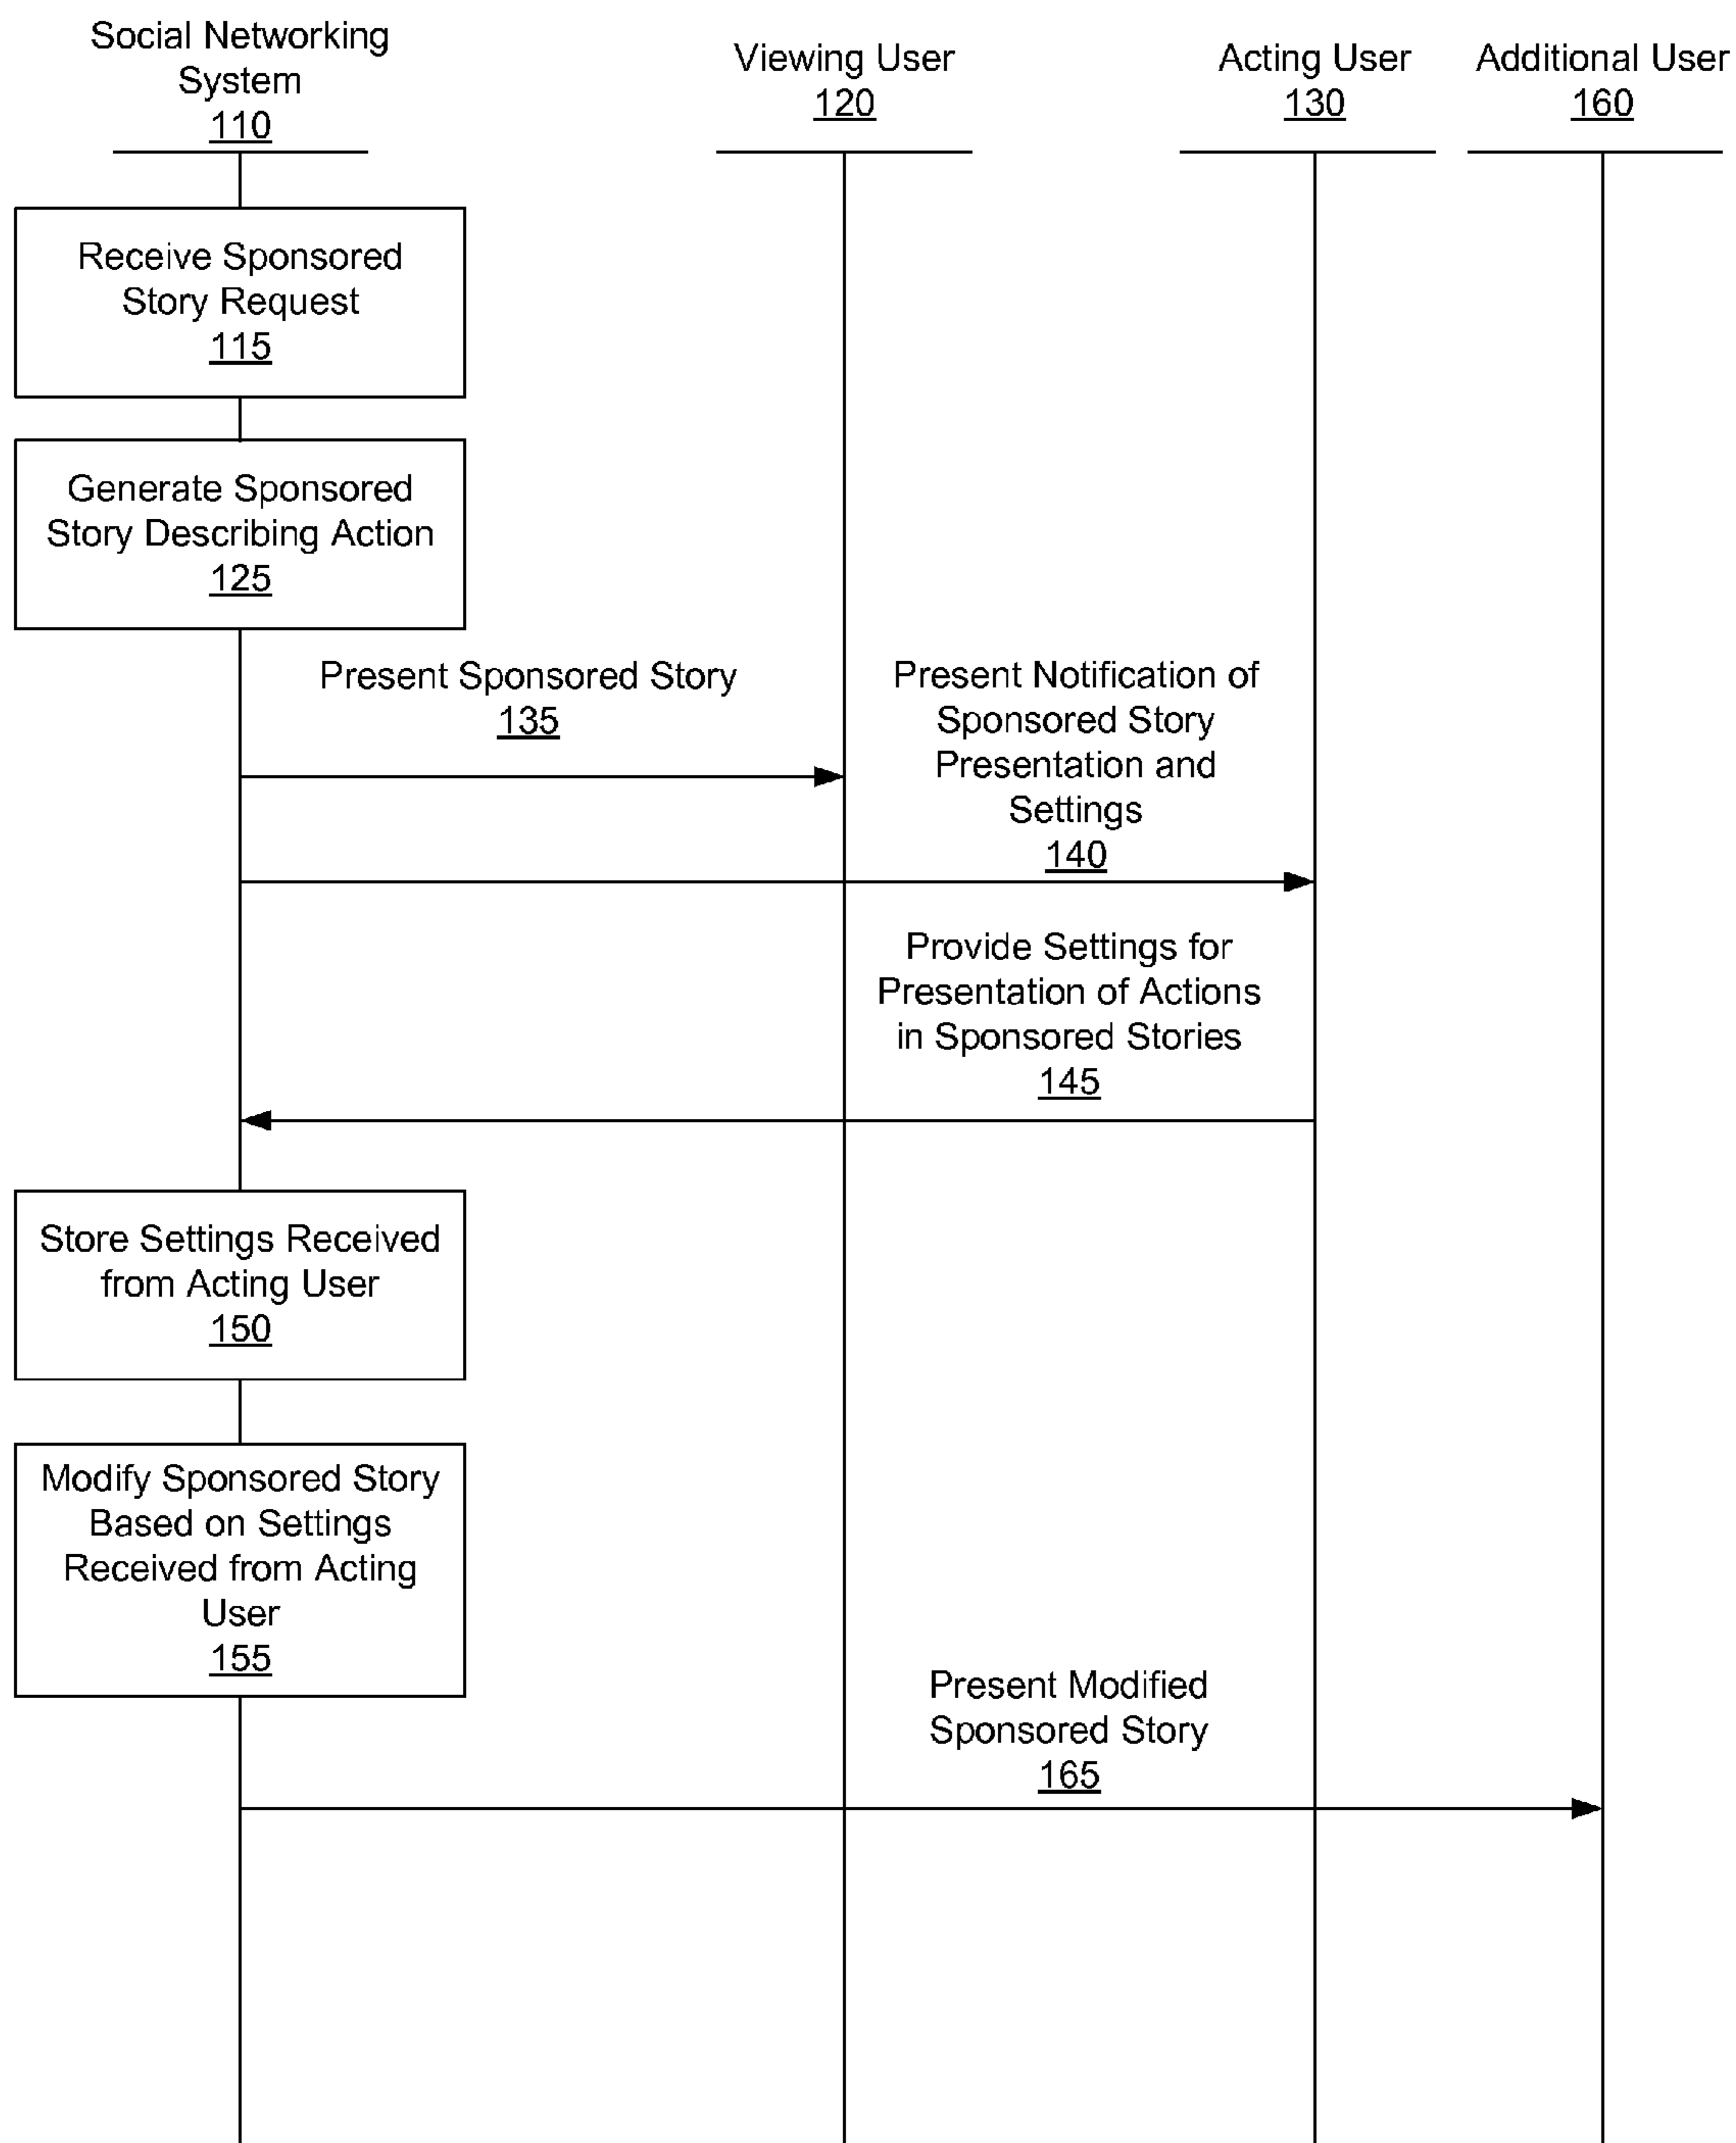 Social Networking
System
110
Viewing User
120
Acting User
130
Additional User
160
Receive Sponsored
Story Request
115
Generate Sponsored
Story Describing Action
125
Present Sponsored Story
135
Present Notification of
Sponsored Story
Presentation and
Settings
140
Provide Settings for
Presentation of Actions
in Sponsored Stories
145
Store Settings Received
from Acting User
150
Modify Sponsored Story
Based on Settings
Received from Acting
User
155
Present Modified
Sponsored Story
165